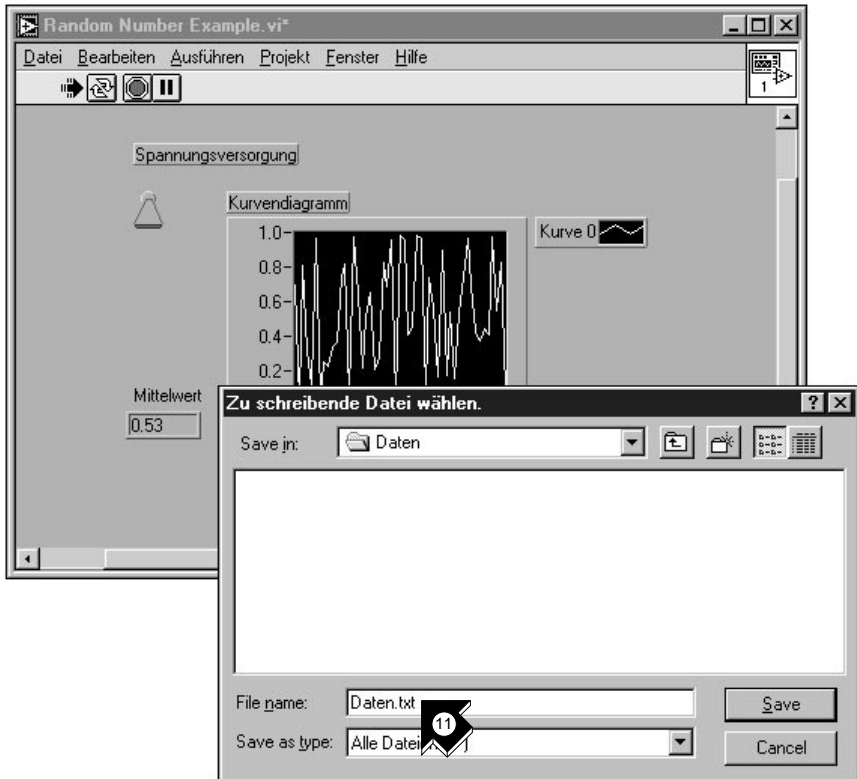 Random Number Example.vi*
Datei Bearbeiten Ausführen Projekt Fenster Hilfe
1
Spannungsversorgung
Kurvendiagramm
1.0
Kurve 0
0.8
0.6
0.4
0.2
Mittelwert
0.53
Zu schreibende Datei wählen.
Save in: Daten
File name: Daten.txt
Save
11
Save as type: Alle Datei
Cancel